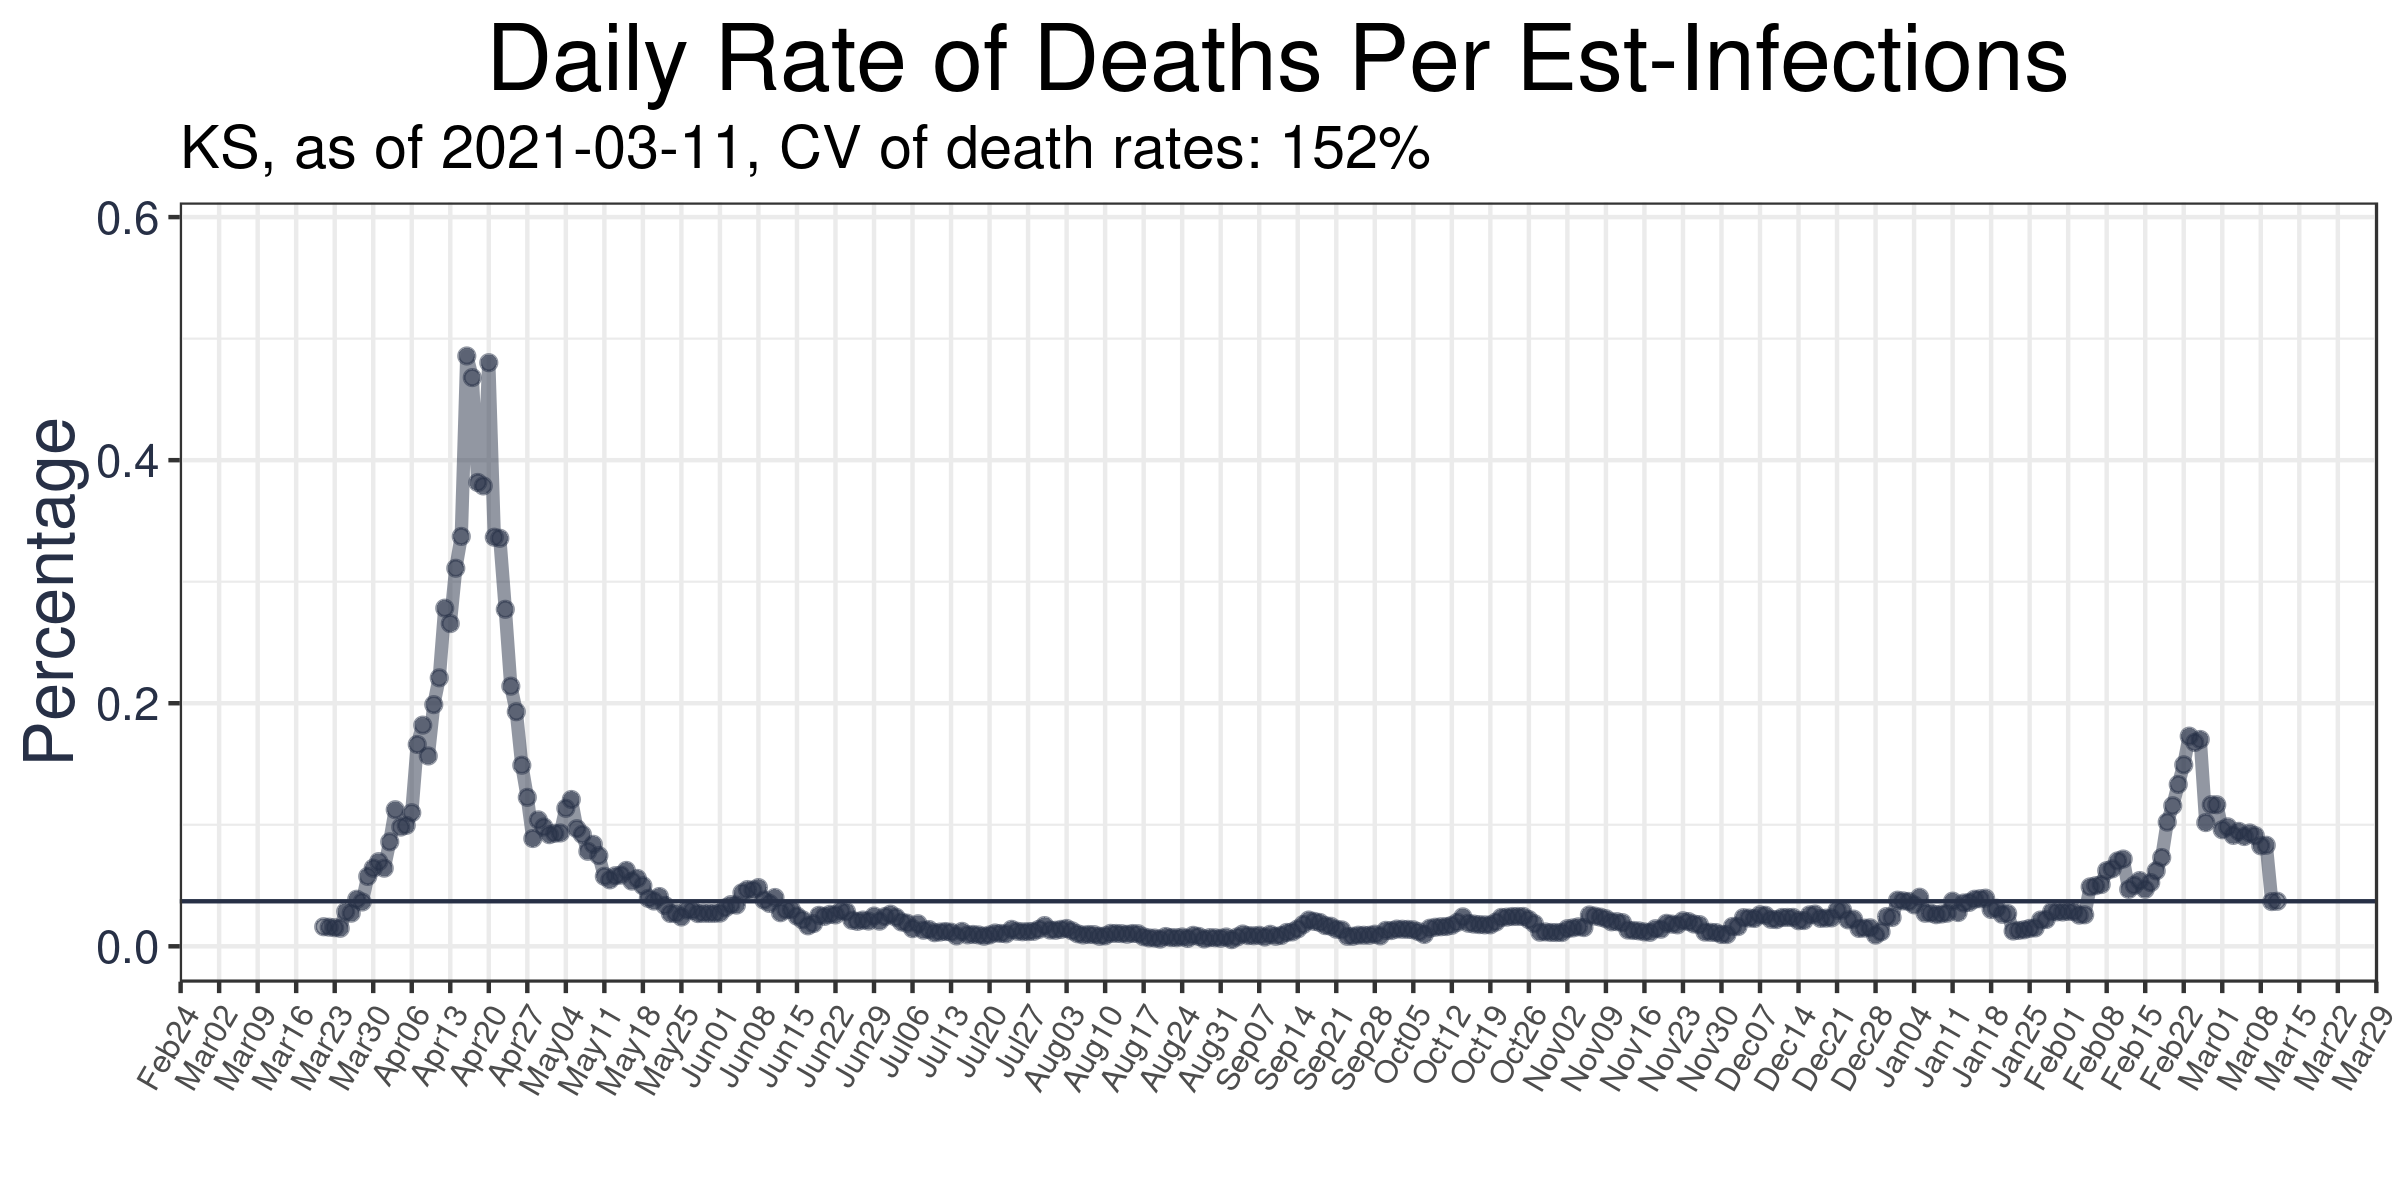 Daily Rate of Deaths Per Est-Infections
KS, as of 2021-03-11, CV of death rates: 152%
Percentage
0.6
0.4
0.2
0.0
Feb24 Mar02 Mar09 Mar16 Mar23 Mar30 Apr06 Apr13 Apr20 Apr27 May04 May11 May18 May25 Jun01 Jun08 Jun15 Jun22 Jun29 Jul06 Jul13 Jul20 Jul27 Aug03 Aug10 Aug17 Aug24 Aug31 Sep07 Sep14 Sep21 Sep28 Oct05 Oct12 Oct19 Oct26 Nov02 Nov09 Nov16 Nov23 Nov30 Dec07 Dec14 Dec21 Dec28 Jan04 Jan11 Jan18 Jan25 Feb01 Feb08 Feb15 Feb22 Mar01 Mar08 Mar15 Mar22 Mar29